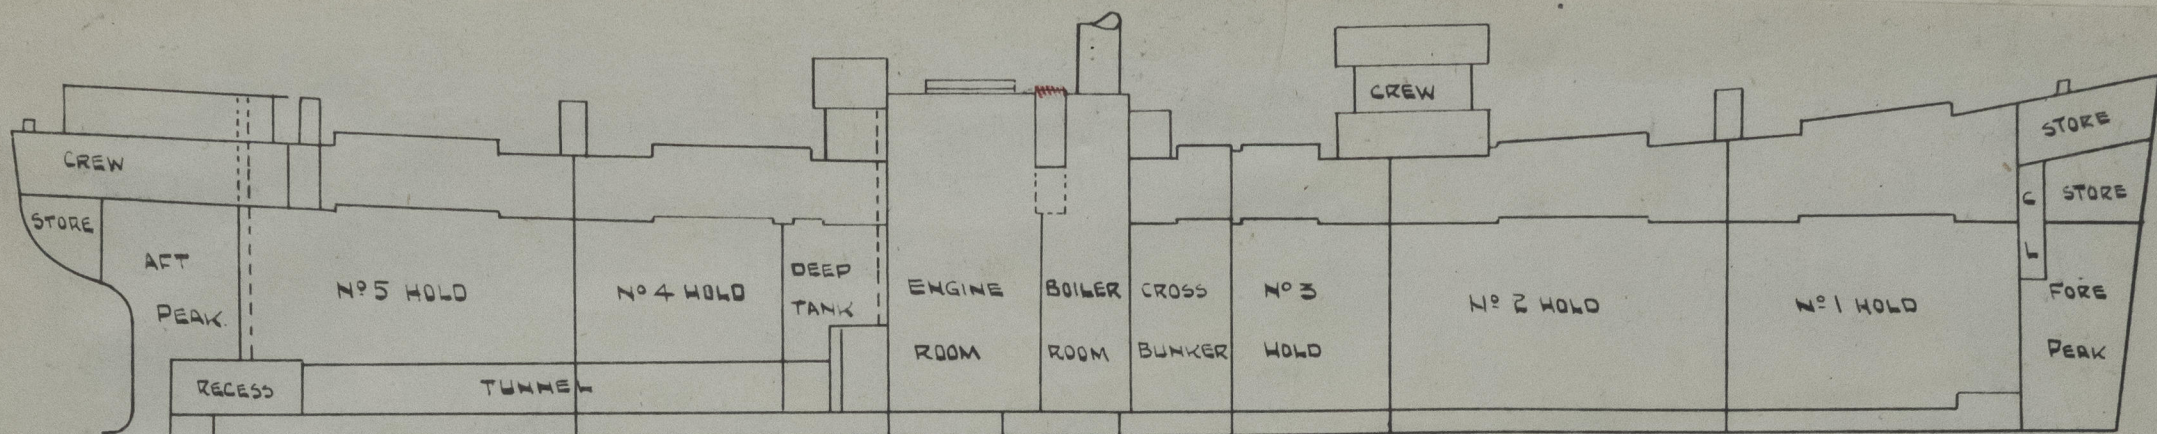 CREW
STORE
AFT
PEAK.
RECESS
Nº 5 HOLD
TUNNEL
Nº 4 HOLD
DEEP
TANK
ENGINE
ROOM
BOILER
ROOM
CROSS
BUNKER
Nº 3
HOLD
CREW
Nº 2 HOLD
Nº 1 HOLD
STORE
STORE
C
L
FORE
PEAK